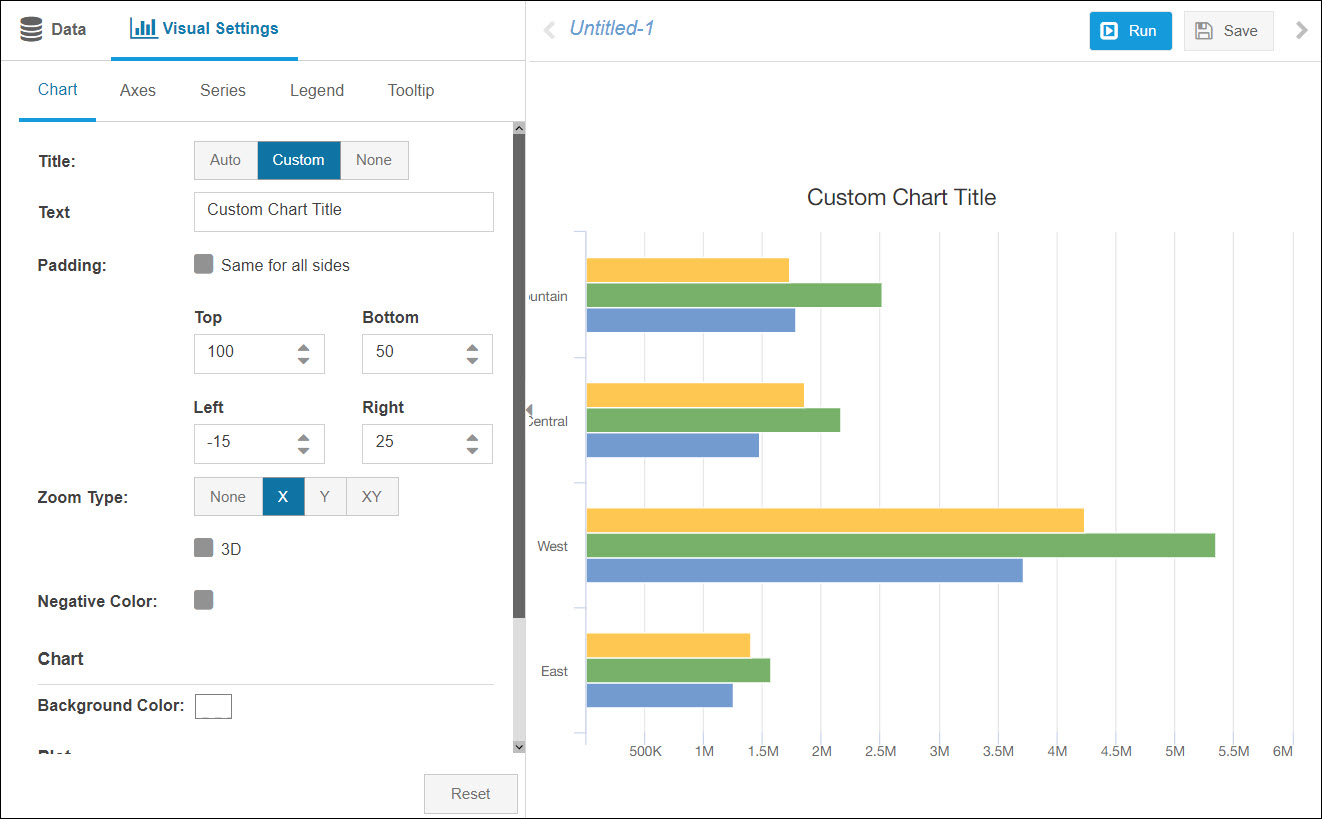 Data
Visual Settings
Untitled-1
Run
Save
Chart
Axes
Series
Legend
Tooltip
Title:
Auto
Custom
None
Text
Custom Chart Title
Padding:
Same for all sides
Top
Bottom
100
50
Left
Right
-15
25
Zoom Type:
None
X
Y
XY
3D
Negative Color:
Chart
Background Color:
Reset
Custom Chart Title
untain
entral
West
East
500K
1M
1.5M
2M
2.5M
3M
3.5M
4M
4.5M
5M
5.5M
6M